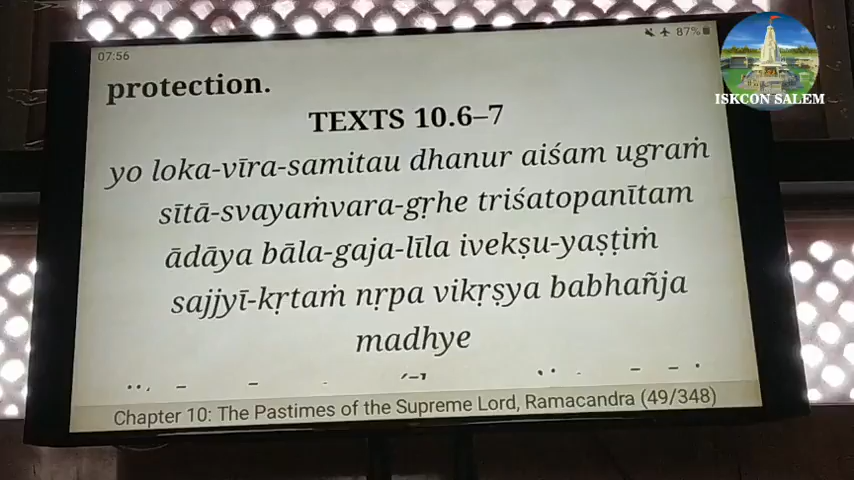 07:56
87%
ISKCON SALEM
protection.
TEXTS 10.6–7
yo loka-vīra-samitau dhanur aiśam ugraṁ
sītā-svayaṁvara-gṛhe triśatopanītam
ādāya bāla-gaja-līla ivekṣu-yaṣṭiṁ
sajjyī-kṛtaṁ nṛpa vikṛṣya babhañja
madhye
Chapter 10: The Pastimes of the Supreme Lord, Ramacandra (49/348)